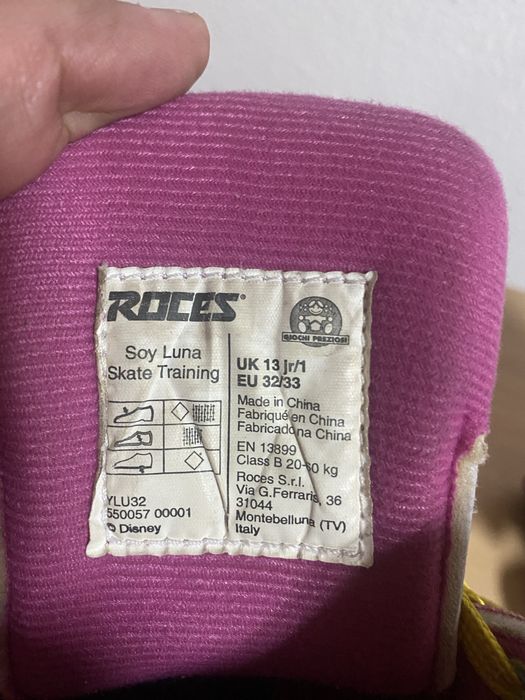 ROCES®
Soy Luna
Skate Training
YLU32
550057 00001
© Disney
GIOCHI PREZIOSI
UK 13 jr/1
EU 32/33
Made in China
Fabriqué en China
Fabricado na China
EN 13899
Class B 20-60 kg
Roces S.r.l.
Via G.Ferraris, 36
31044
Montebelluna (TV)
Italy